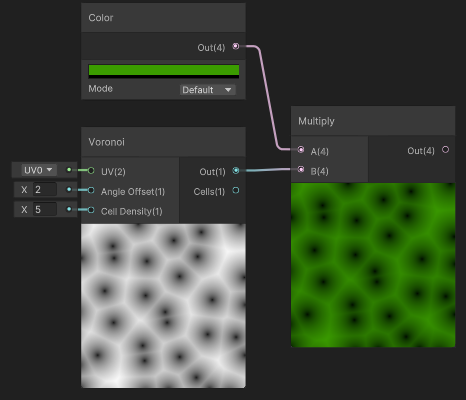 Color
Out(4)
Mode
Default
Multiply
A(4)
Out(4)
B(4)
Voronoi
UV0
UV(2)
Out(1)
X 2
Angle Offset(1)
Cells(1)
X 5
Cell Density(1)